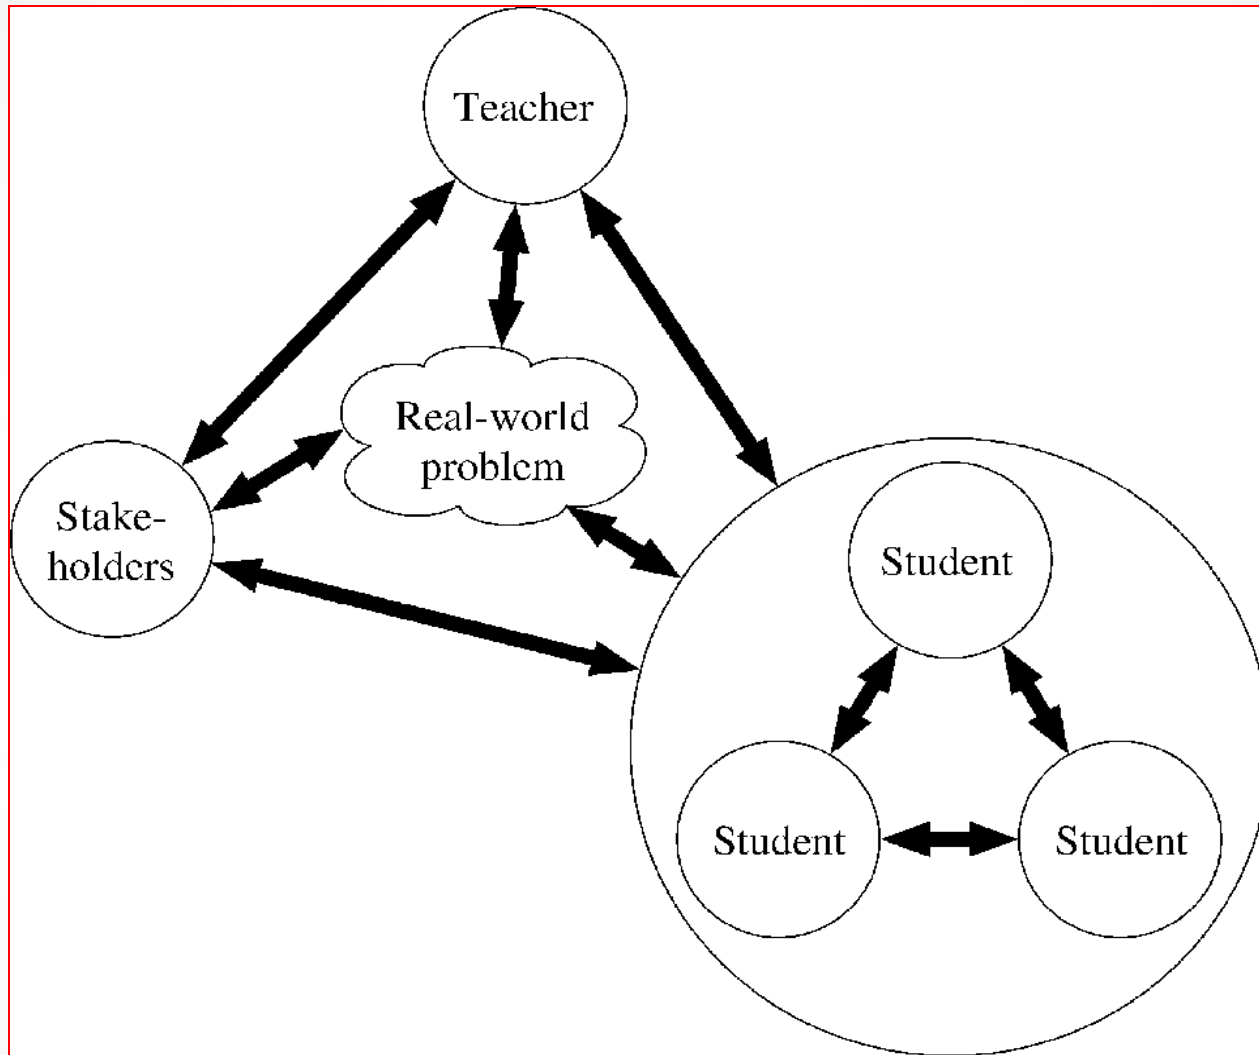 Teacher
Real-world
problem
Stake-
holders
Student
Student
Student